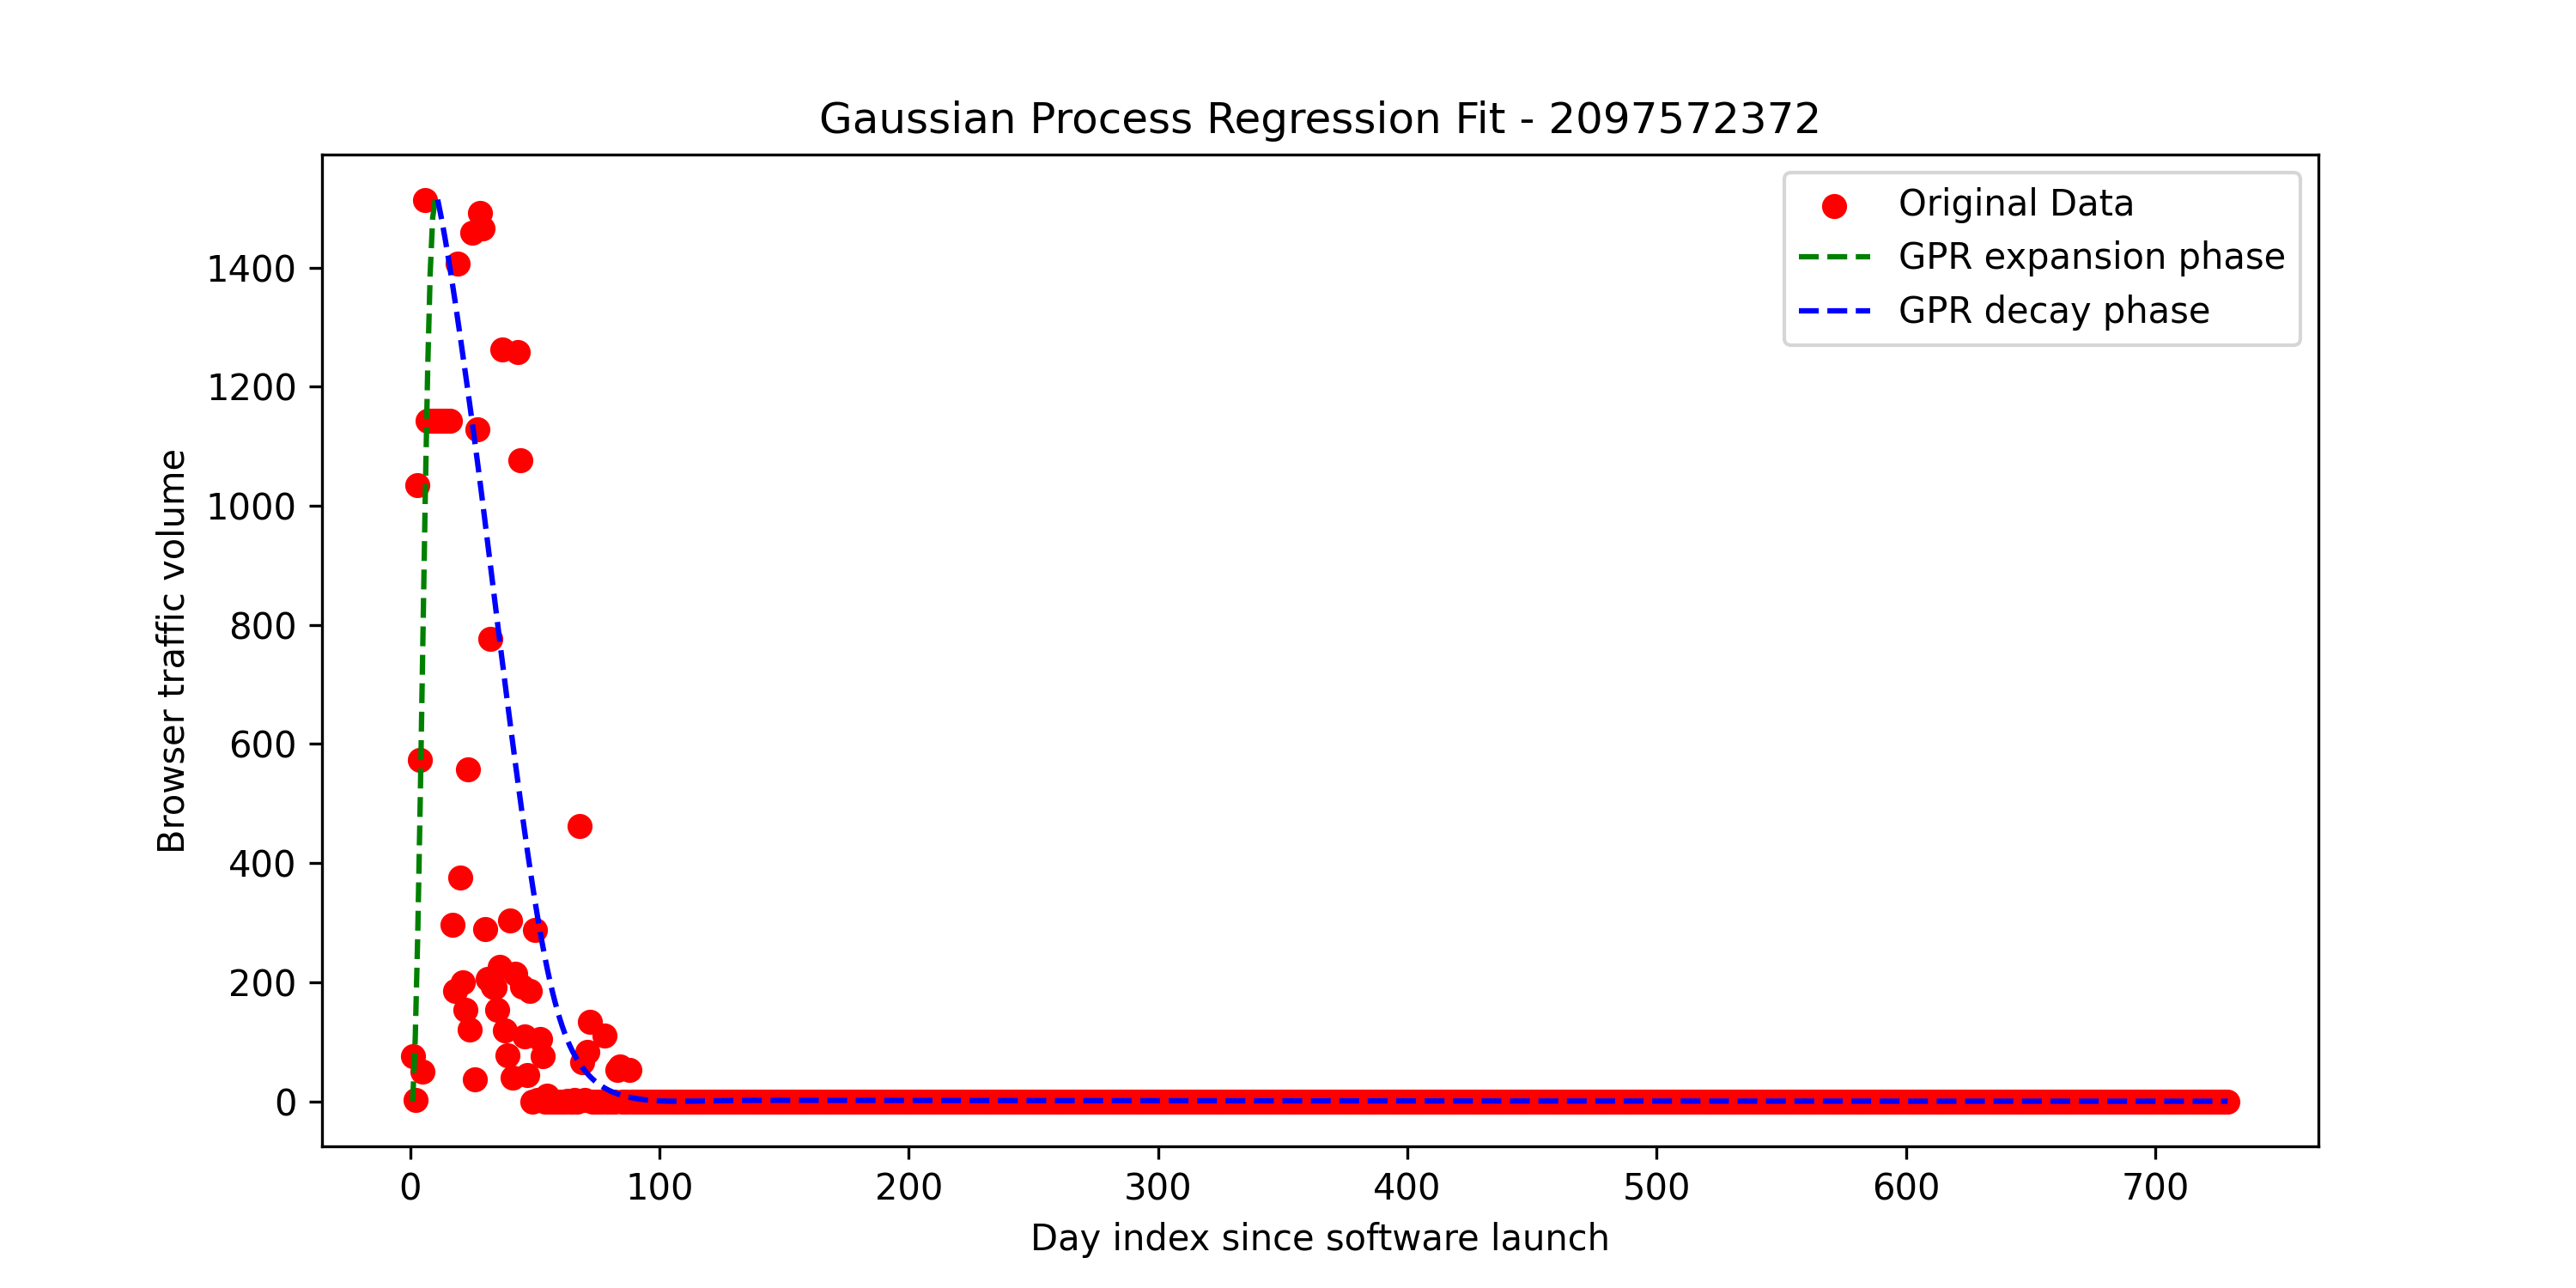 Gaussian Process Regression Fit - 2097572372
Original Data
GPR expansion phase
GPR decay phase
Browser traffic volume
1400
1200
1000
800
600
400
200
0
0 100 200 300 400 500 600 700
Day index since software launch